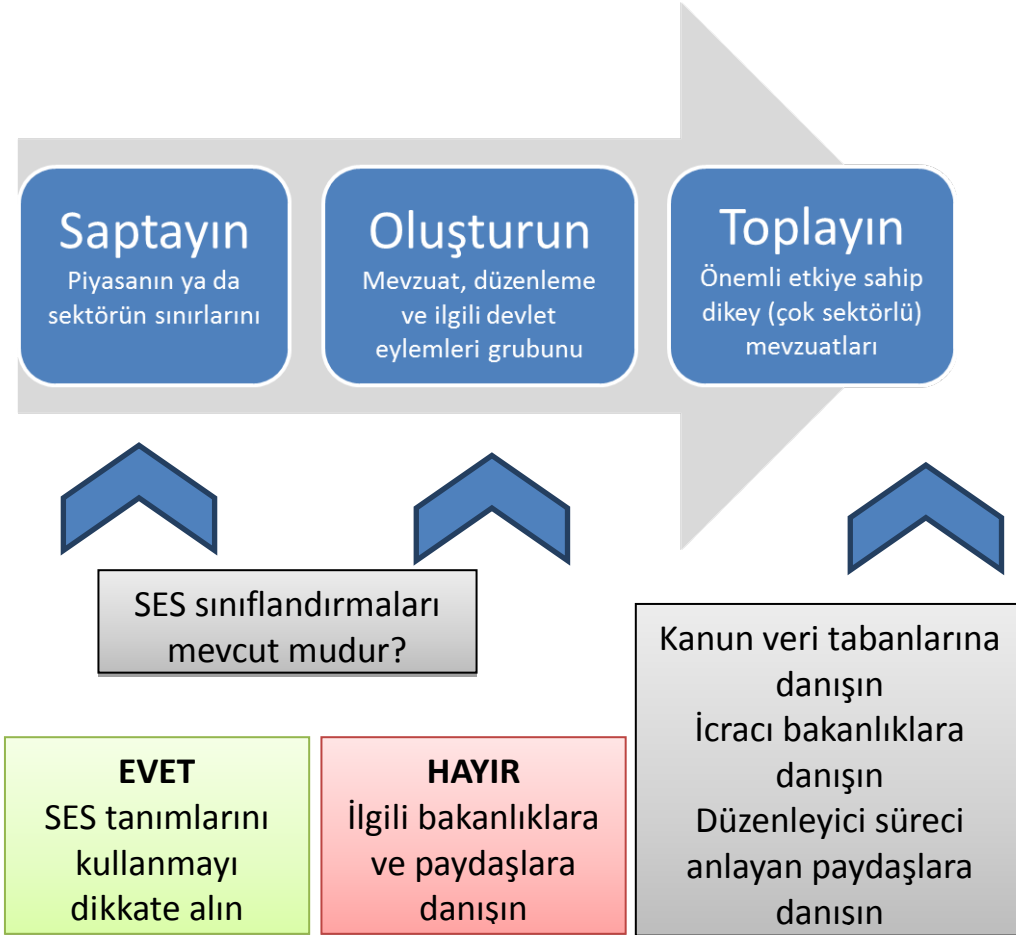 Saptayın
Piyasanın ya da
sektörün sınırlarını
Oluşturun
Mevzuat, düzenleme
ve ilgili devlet
eylemleri grubunu
Toplayın
Önemli etkiye sahip
dikey (çok sektörlü)
mevzuatları
SES sınıflandırmaları
mevcut mudur?
EVET
SES tanımlarını
kullanmayı
dikkate alın
HAYIR
İlgili bakanlıklara
ve paydaşlara
danışın
Kanun veri tabanlarına
danışın
İcracı bakanlıklara
danışın
Düzenleyici süreci
anlayan paydaşlara
danısın